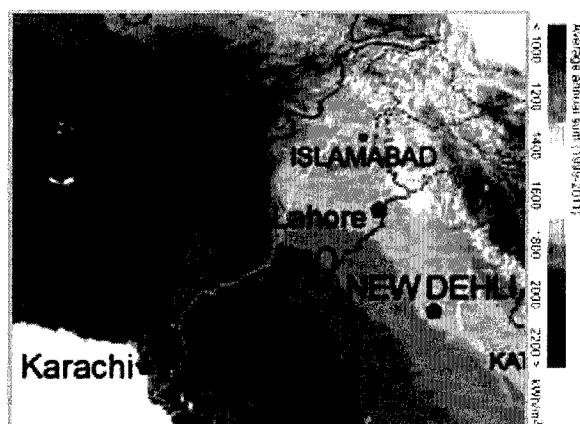 ISLAMABAD
Lahore
NEW DEHLI
Karachi
KAT
Average annual sum (1999-2011)
< 1000
1200
1400
1600
1800
2000
2200 >
kWh/m²